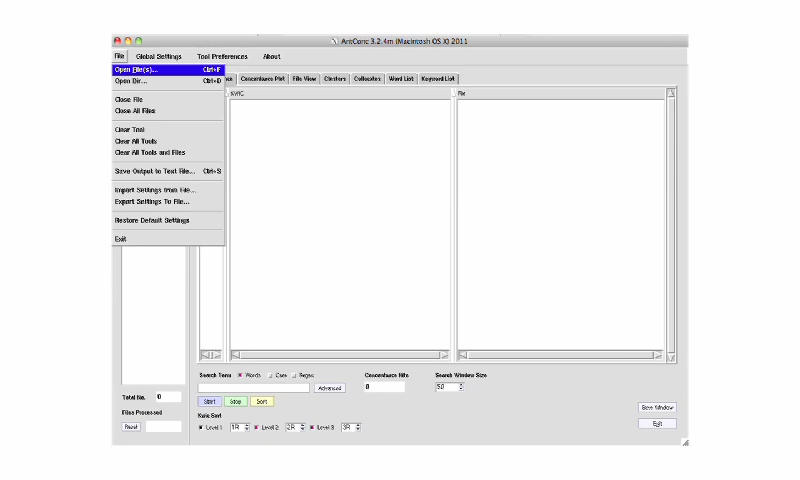 AntConc 3.2.4m (Macintosh OS X) 2011
File Global Settings Tool Preferences About
Open File(s)... Ctrl+F
Open Dir... Ctrl+D
Close File
Close All Files
Clear Tool
Clear All Tools
Clear All Tools and Files
Save Output to Text File... Ctrl+S
Import Settings from File...
Export Settings To File...
Restore Default Settings
Exit
Concordance Plot File View Clusters Collocates Word List Keyword List
KWIC File
Total No. 0
Files Processed
Reset
Search Term Words Case Regex Concordance Hits Search Window Size
Advanced 0 50
Start Stop Sort
Kwic Sort
Level 1 1R Level 2 2R Level 3 3R
Save Window
Exit